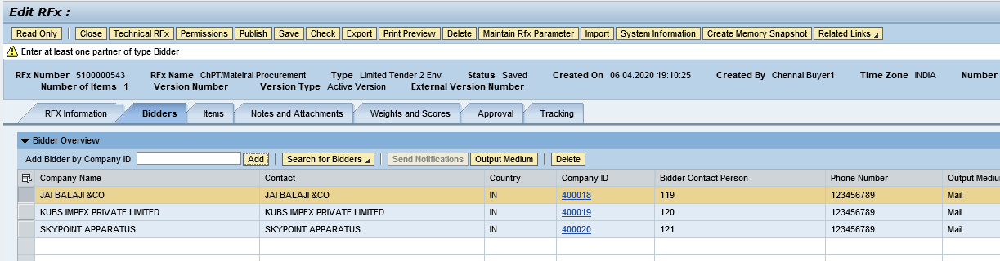 Edit RFx :
Read Only Close Technical RFx Permissions Publish Save Check Export Print Preview Delete Maintain Rfx Parameter Import System Information Create Memory Snapshot Related Links
Enter at least one partner of type Bidder
RFx Number 5100000543 RFx Name ChPT/Mateiral Procurement Type Limited Tender 2 Env Status Saved Created On 06.04.2020 19:10:25 Created By Chennai Buyer1 Time Zone INDIA Number
Number of Items 1 Version Number Version Type Active Version External Version Number
RFX Information Bidders Items Notes and Attachments Weights and Scores Approval Tracking
Bidder Overview
Add Bidder by Company ID: Add Search for Bidders Send Notifications Output Medium Delete
Company Name Contact Country Company ID Bidder Contact Person Phone Number Output Mediu
JAI BALAJI &CO JAI BALAJI &CO IN 400018 119 123456789 Mail
KUBS IMPEX PRIVATE LIMITED KUBS IMPEX PRIVATE LIMITED IN 400019 120 123456789 Mail
SKYPOINT APPARATUS SKYPOINT APPARATUS IN 400020 121 123456789 Mail